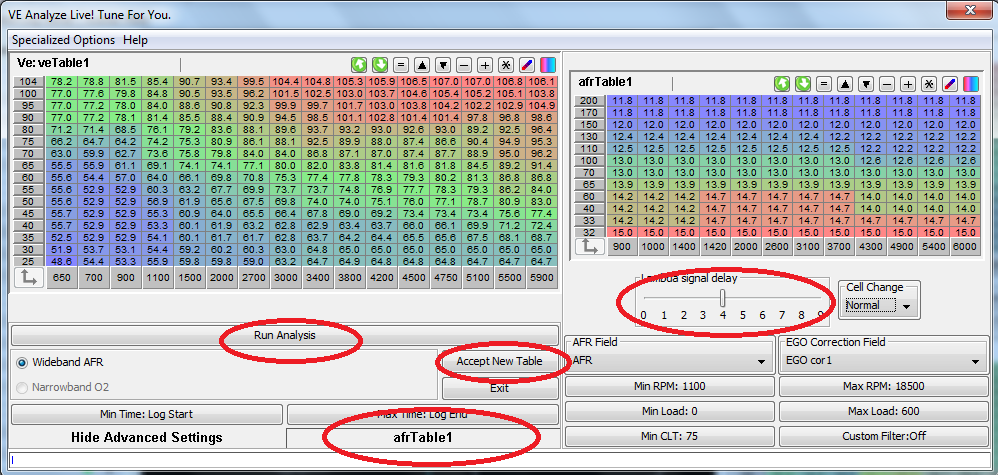 VE Analyze Live! Tune For You.
Specialized Options Help
Ve: veTable1
104 78.2 78.8 81.5 85.4 90.7 93.4 99.5 104.4 104.8 105.3 105.9 106.5 107.0 107.0 106.8 106.1
100 77.0 77.6 79.8 84.8 90.5 93.5 96.2 101.5 102.5 103.0 103.7 104.6 105.4 105.2 105.1 103.8
95 77.0 77.2 78.0 84.0 88.6 90.8 92.3 99.9 99.7 101.7 103.0 103.8 104.2 102.2 102.9 104.9
90 77.0 77.2 78.1 81.4 85.5 88.4 90.9 94.5 98.5 101.1 102.8 101.4 101.4 97.8 96.8 98.6
80 71.2 71.4 68.5 76.1 79.2 83.6 88.1 89.6 93.7 93.2 93.0 92.6 93.0 89.2 92.5 96.4
75 66.2 64.7 64.2 74.2 75.3 80.9 86.1 88.1 92.5 89.9 88.0 87.4 86.6 90.4 94.9 95.3
70 63.0 59.9 62.7 73.6 75.8 79.8 84.0 84.0 86.8 87.1 87.0 87.4 87.7 88.9 95.0 96.2
65 55.5 55.9 61.1 69.1 74.1 74.1 77.1 80.0 82.0 83.8 81.4 81.6 81.8 84.5 89.2 91.4
60 55.6 54.4 57.0 64.0 66.1 69.8 70.8 75.3 77.4 77.8 78.3 77.2 80.2 81.3 86.8 86.8
55 55.6 52.9 52.9 60.3 63.2 67.7 69.9 73.7 73.7 74.8 76.9 77.7 78.3 79.3 86.2 84.0
50 55.6 52.9 52.9 56.9 61.9 65.6 67.5 69.8 74.0 74.0 75.1 76.0 77.1 78.7 80.9 83.0
45 55.7 52.9 52.9 55.3 60.9 64.0 65.5 66.4 67.8 69.0 69.2 73.4 73.4 75.6 77.4
40 55.7 52.9 53.3 60.1 61.9 63.2 62.8 62.9 63.4 63.7 66.0 66.1 69.9 71.2 72.4
35 52.5 52.9 52.9 54.1 60.1 61.7 61.7 62.8 63.7 64.2 64.4 65.5 65.6 67.5 68.1 68.7
30 51.9 53.7 53.1 54.4 59.2 60.2 60.3 63.0 64.8 65.0 65.0 65.0 65.0 65.0 65.0 65.0
25 48.6 54.4 53.3 55.9 59.8 59.8 59.0 63.2 64.7 64.9 64.8 64.8 64.8 64.8 64.7 64.7
650 700 900 1100 1500 2000 2700 3000 3400 3800 4200 4500 4750 5100 5500 5900
afrTable1
200 11.8 11.8 11.8 11.8 11.8 11.8 11.8 11.8 11.8 11.8 11.8 11.8
170 11.8 11.8 11.8 11.8 11.8 11.8 11.8 11.8 11.8 11.8 11.8 11.8
150 12.0 12.0 12.0 12.0 12.0 12.0 12.0 12.0 12.0 12.0 12.0 12.0
130 12.4 12.4 12.4 12.4 12.4 12.4 12.4 12.2 12.2 12.2 12.2 12.2
110 12.5 12.5 12.5 12.5 12.5 12.5 12.5 12.6 12.6 12.6 12.6 12.6
100 13.0 13.0 13.0 13.0 13.0 13.0 13.0 13.0 12.6 12.6 12.6 12.6
70 13.0 13.0 13.0 13.0 13.0 13.0 13.0 13.0 13.0 13.0 13.0 13.0
65 13.9 13.9 13.9 13.9 13.9 13.9 13.9 13.9 13.9 13.9 13.9 13.9
60 14.2 14.2 14.7 14.7 14.7 14.7 14.7 14.2 14.2 14.2 14.2 14.2
40 14.2 14.2 14.7 14.7 14.7 14.7 14.7 14.2 14.2 14.2 14.2 14.2
33 14.2 14.2 14.7 14.7 14.7 14.7 14.7 14.7 14.7 14.7 14.7 14.7
32 15.0 15.0 15.0 15.0 15.0 15.0 15.0 15.0 15.0 15.0 15.0 15.0
900 1000 1400 1420 2000 2600 3100 3700 4300 4900 5400 6000
Lambda signal delay
0 1 2 3 4 5 6 7 8 9
Cell Change
Normal
Run Analysis
Wideband AFR
Narrowband O2
Accept New Table
Exit
Min Time: Log Start
Max Time: Log End
Hide Advanced Settings
afrTable1
AFR Field
AFR
EGO Correction Field
EGO cor1
Min RPM: 1100
Max RPM: 18500
Min Load: 0
Max Load: 600
Min CLT: 75
Custom Filter:Off